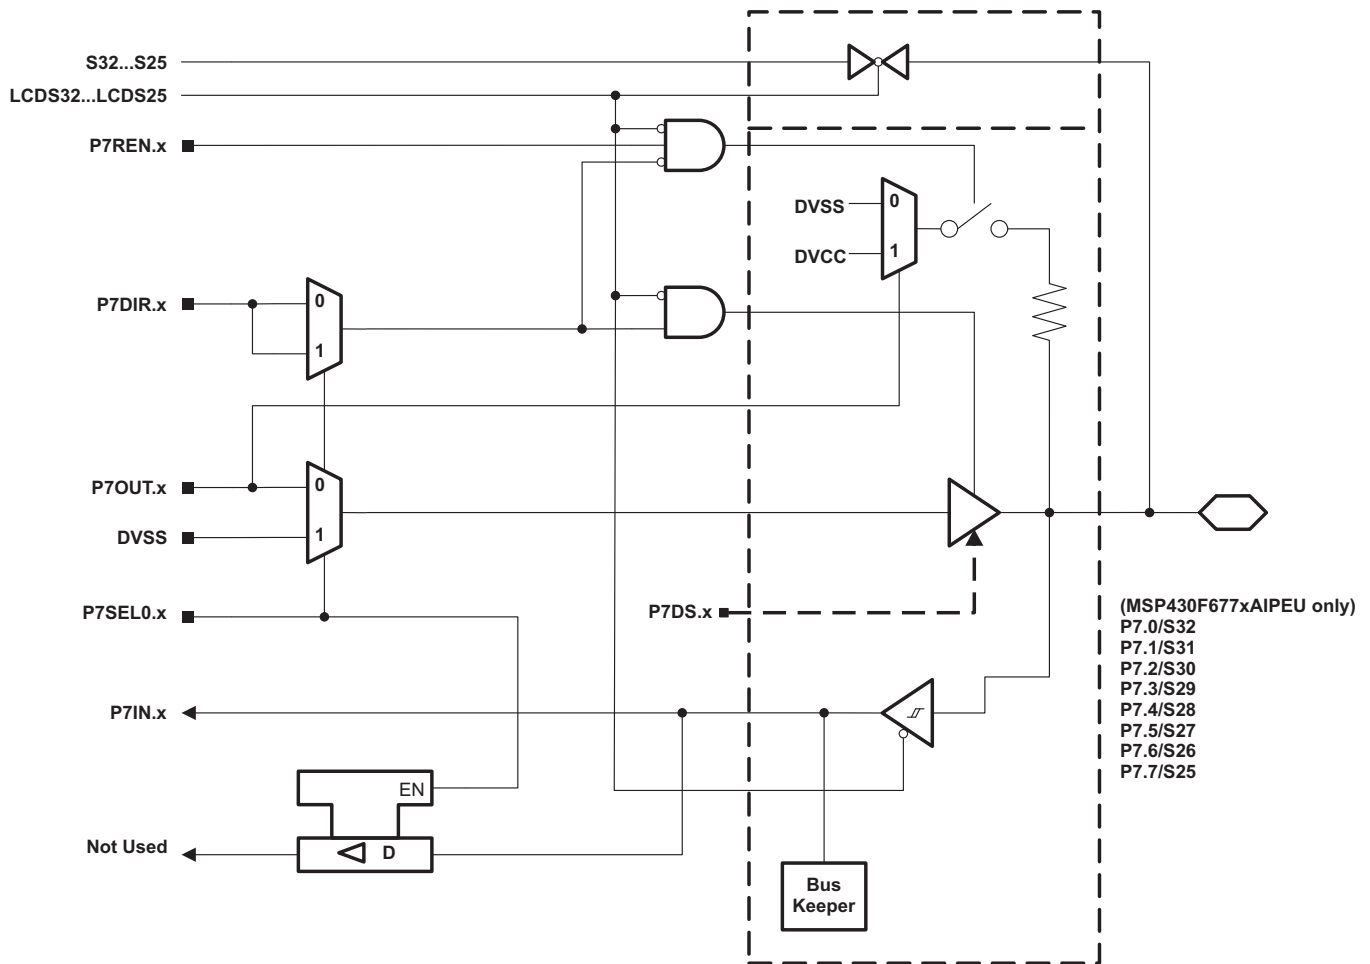 S32...S25
LCDS32...LCDS25
P7REN.x
DVSS
0
DVCC
1
P7DIR.x
0
1
P7OUT.x
0
DVSS
1
P7SEL0.x
P7DS.x
(MSP430F677xAIPEU only)
P7.0/S32
P7.1/S31
P7.2/S30
P7.3/S29
P7.4/S28
P7.5/S27
P7.6/S26
P7.7/S25
P7IN.x
EN
Not Used
D
Bus
Keeper